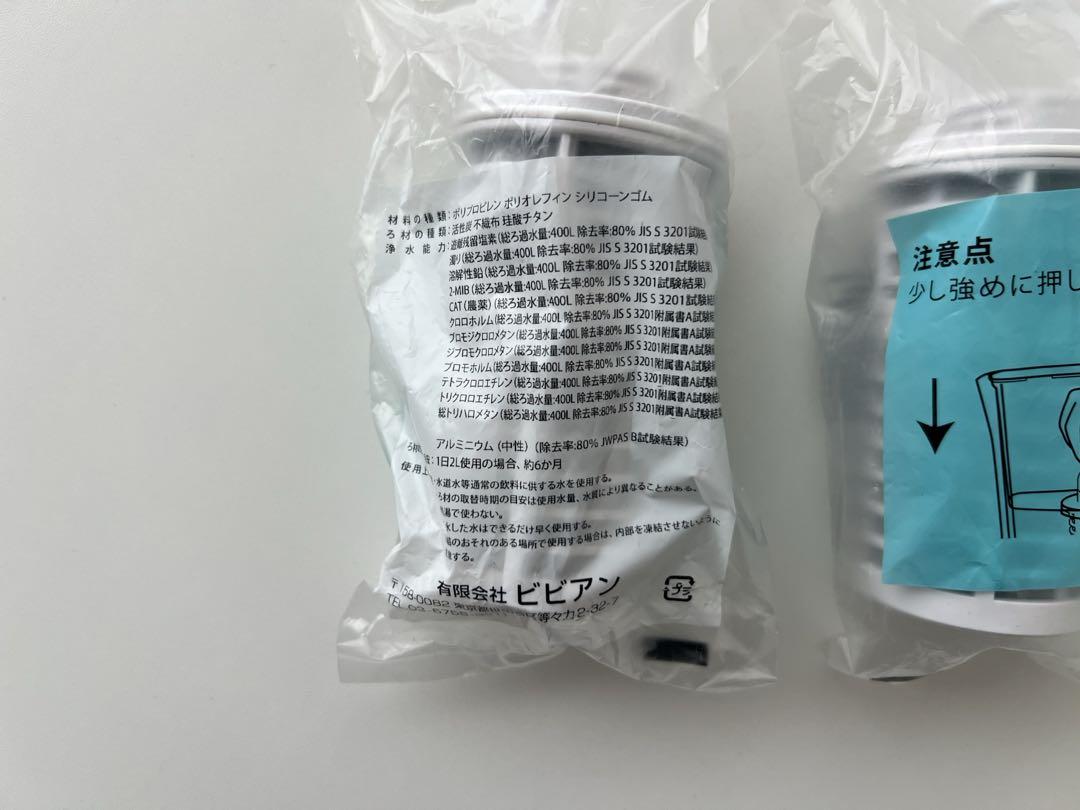 材料の種類：ポリプロピレン ポリオレフィン シリコーンゴム
ろ材の種類：活性炭 不織布 珪酸チタン
浄水能力：遊離残留塩素（総ろ過水量:400L 除去率:80% JIS S 3201試験結
濁り（総ろ過水量:400L 除去率:80% JIS S 3201試験結果）
溶解性鉛（総ろ過水量:400L 除去率:80% JIS S 3201試験結果）
2-MIB（総ろ過水量:400L 除去率:80% JIS S 3201試験結果）
CAT（農薬）（総ろ過水量:400L 除去率:80% JIS S 3201試験結
クロロホルム（総ろ過水量:400L 除去率:80% JIS S 3201附属書A試験結
ブロモジクロロメタン（総ろ過水量:400L 除去率:80% JIS S 3201附属書A試験
ジブロモクロロメタン（総ろ過水量:400L 除去率:80% JIS S 3201附属書A試験
ブロモホルム（総ろ過水量:400L 除去率:80% JIS S 3201附属書A試験
テトラクロロエチレン（総ろ過水量:400L 除去率:80% JIS S 3201附属書A試験
トリクロロエチレン（総ろ過水量:400L 除去率:80% JIS S 3201附属書A試験
総トリハロメタン（総ろ過水量:400L 除去率:80% JIS S 3201附属書A試験
アルミニウム（中性）（除去率:80% JWPAS B試験結果）
：1日2L使用の場合、約6か月
使用上
水道水等通常の飲料に供する水を使用する。
ろ材の取替時期の目安は使用水量、水質により異なることがある。
湯で使わない。
水した水はできるだけ早く使用する。
のおそれのある場所で使用する場合は、内部を凍結させないように
する。
有限会社 ビビアン
プラ
〒158-0082 東京都 等々力2-32-7
TEL 03-5758
注意点
少し強めに押し